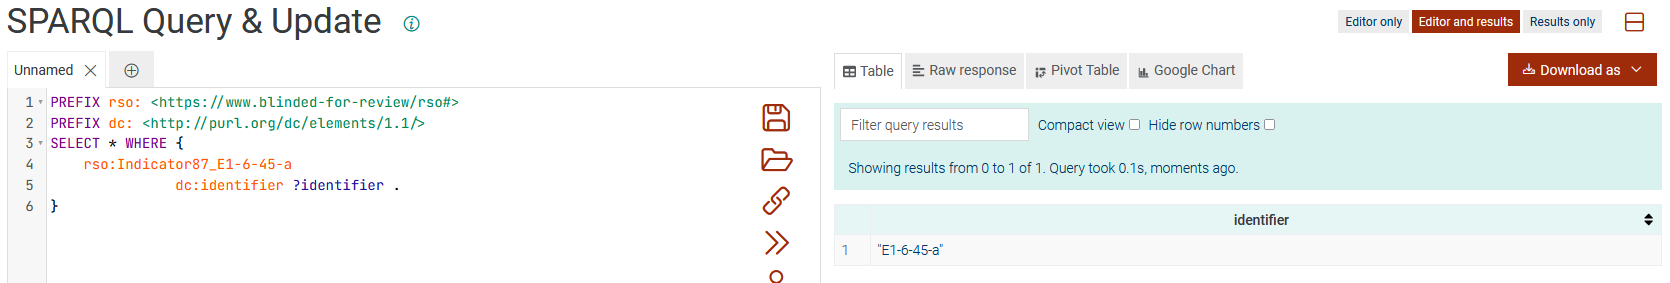 SPARQL Query & Update
Editor only Editor and results Results only
Unnamed
1 PREFIX rso: <https://www.blinded-for-review/rso#>
2 PREFIX dc: <http://purl.org/dc/elements/1.1/>
3 SELECT * WHERE {
4 rso:Indicator87_E1-6-45-a
5 dc:identifier ?identifier .
6 }
Table Raw response Pivot Table Google Chart Download as
Filter query results Compact view Hide row numbers
Showing results from 0 to 1 of 1. Query took 0.1s, moments ago.
identifier
1 "E1-6-45-a"